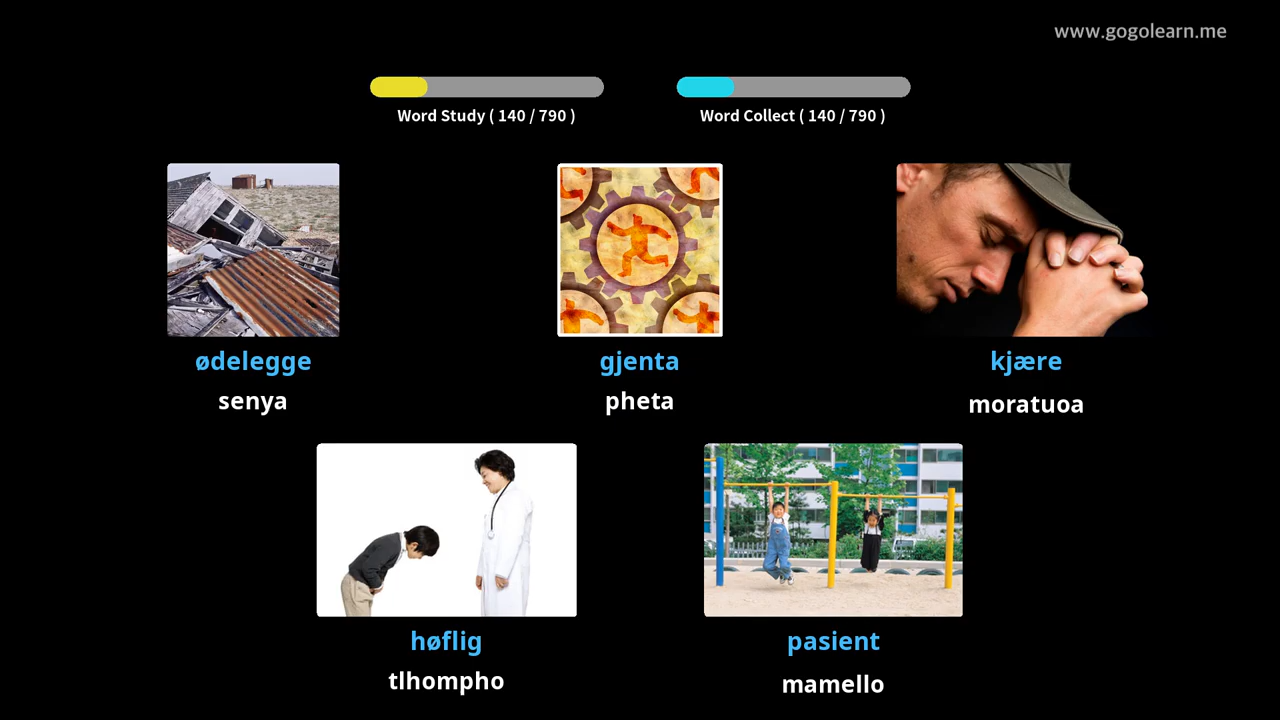 www.gogolearn.me
Word Study ( 140 / 790 )
Word Collect ( 140 / 790 )
ødelegge
senya
gjenta
pheta
kjære
moratuoa
høflig
tlhompho
pasient
mamello